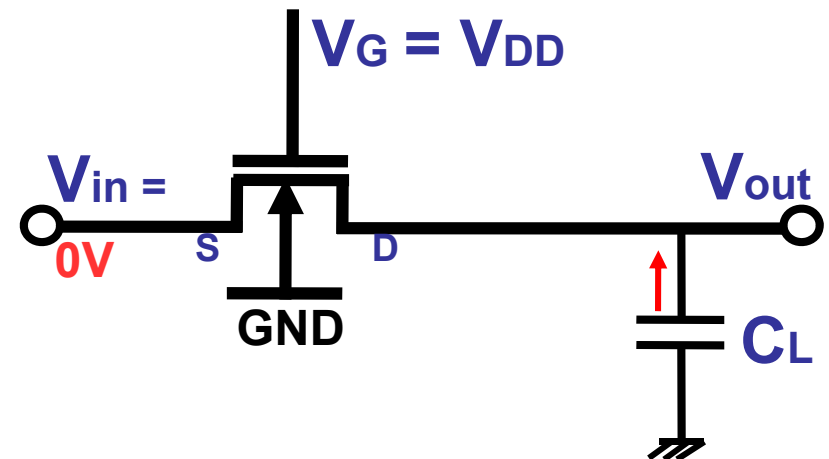 VG = VDD
Vin =
Vout
0V
S
D
GND
CL